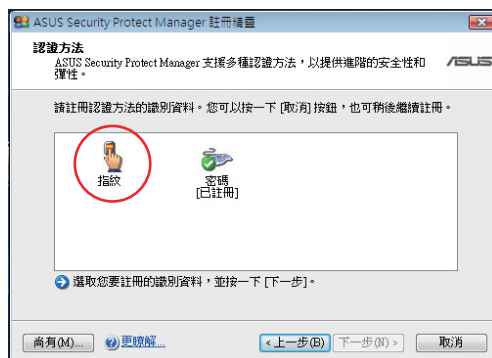 ASUS Security Protect Manager 註冊精靈
認證方法
ASUS Security Protect Manager 支援多種認證方法，以提供進階的安全性和
彈性。
ASUS
請註冊認證方法的識別資料。您可以按一下 [取消] 按鈕，也可稍後繼續註冊。
指紋
密碼
[已註冊]
選取您要註冊的識別資料，並按一下 [下一步]。
尚有(M)...
更瞭解...
<上一步(B)
下一步(N) >
取消